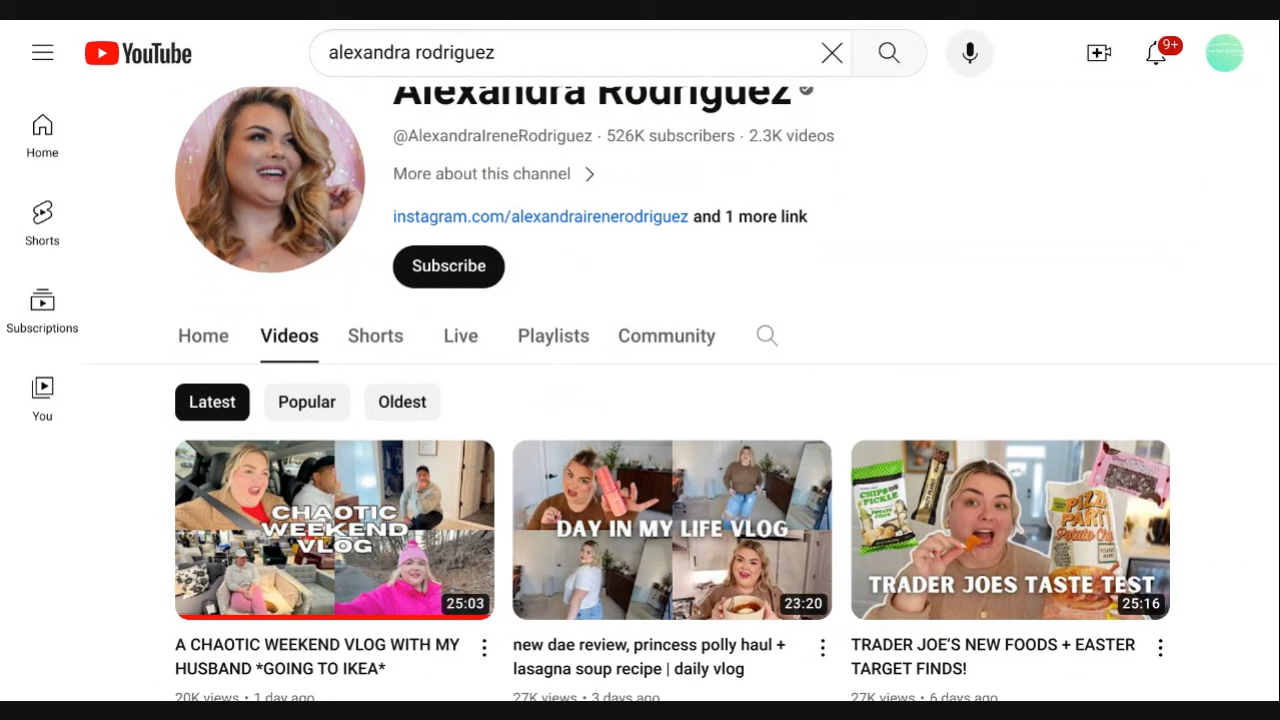 YouTube
alexandra rodriguez
9+
Home
Shorts
Subscriptions
You
Alexandra Rodriguez
@AlexandraIreneRodriguez · 526K subscribers · 2.3K videos
More about this channel
instagram.com/alexandrairenerodriguez and 1 more link
Subscribe
Home Videos Shorts Live Playlists Community
Latest Popular Oldest
CHAOTIC
WEEKEND
VLOG
25:03
DAY IN MY LIFE VLOG
23:20
CHIPS IN A PICKLE
PIZZA
PARTY
TRADER JOES TASTE TEST
25:16
A CHAOTIC WEEKEND VLOG WITH MY
HUSBAND *GOING TO IKEA*
20K views • 1 day ago
new dae review, princess polly haul +
lasagna soup recipe | daily vlog
27K views • 3 days ago
TRADER JOE’S NEW FOODS + EASTER
TARGET FINDS!
27K views • 6 days ago